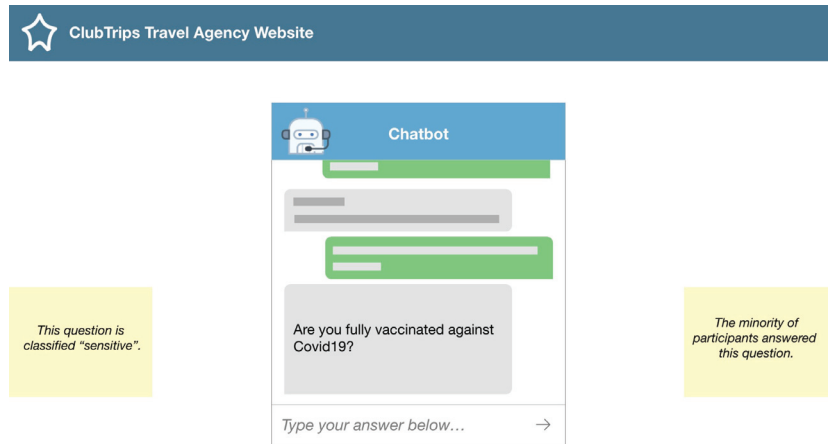 ClubTrips Travel Agency Website
Chatbot
This question is
classified “sensitive”.
Are you fully vaccinated against
Covid19?
The minority of
participants answered
this question.
Type your answer below…